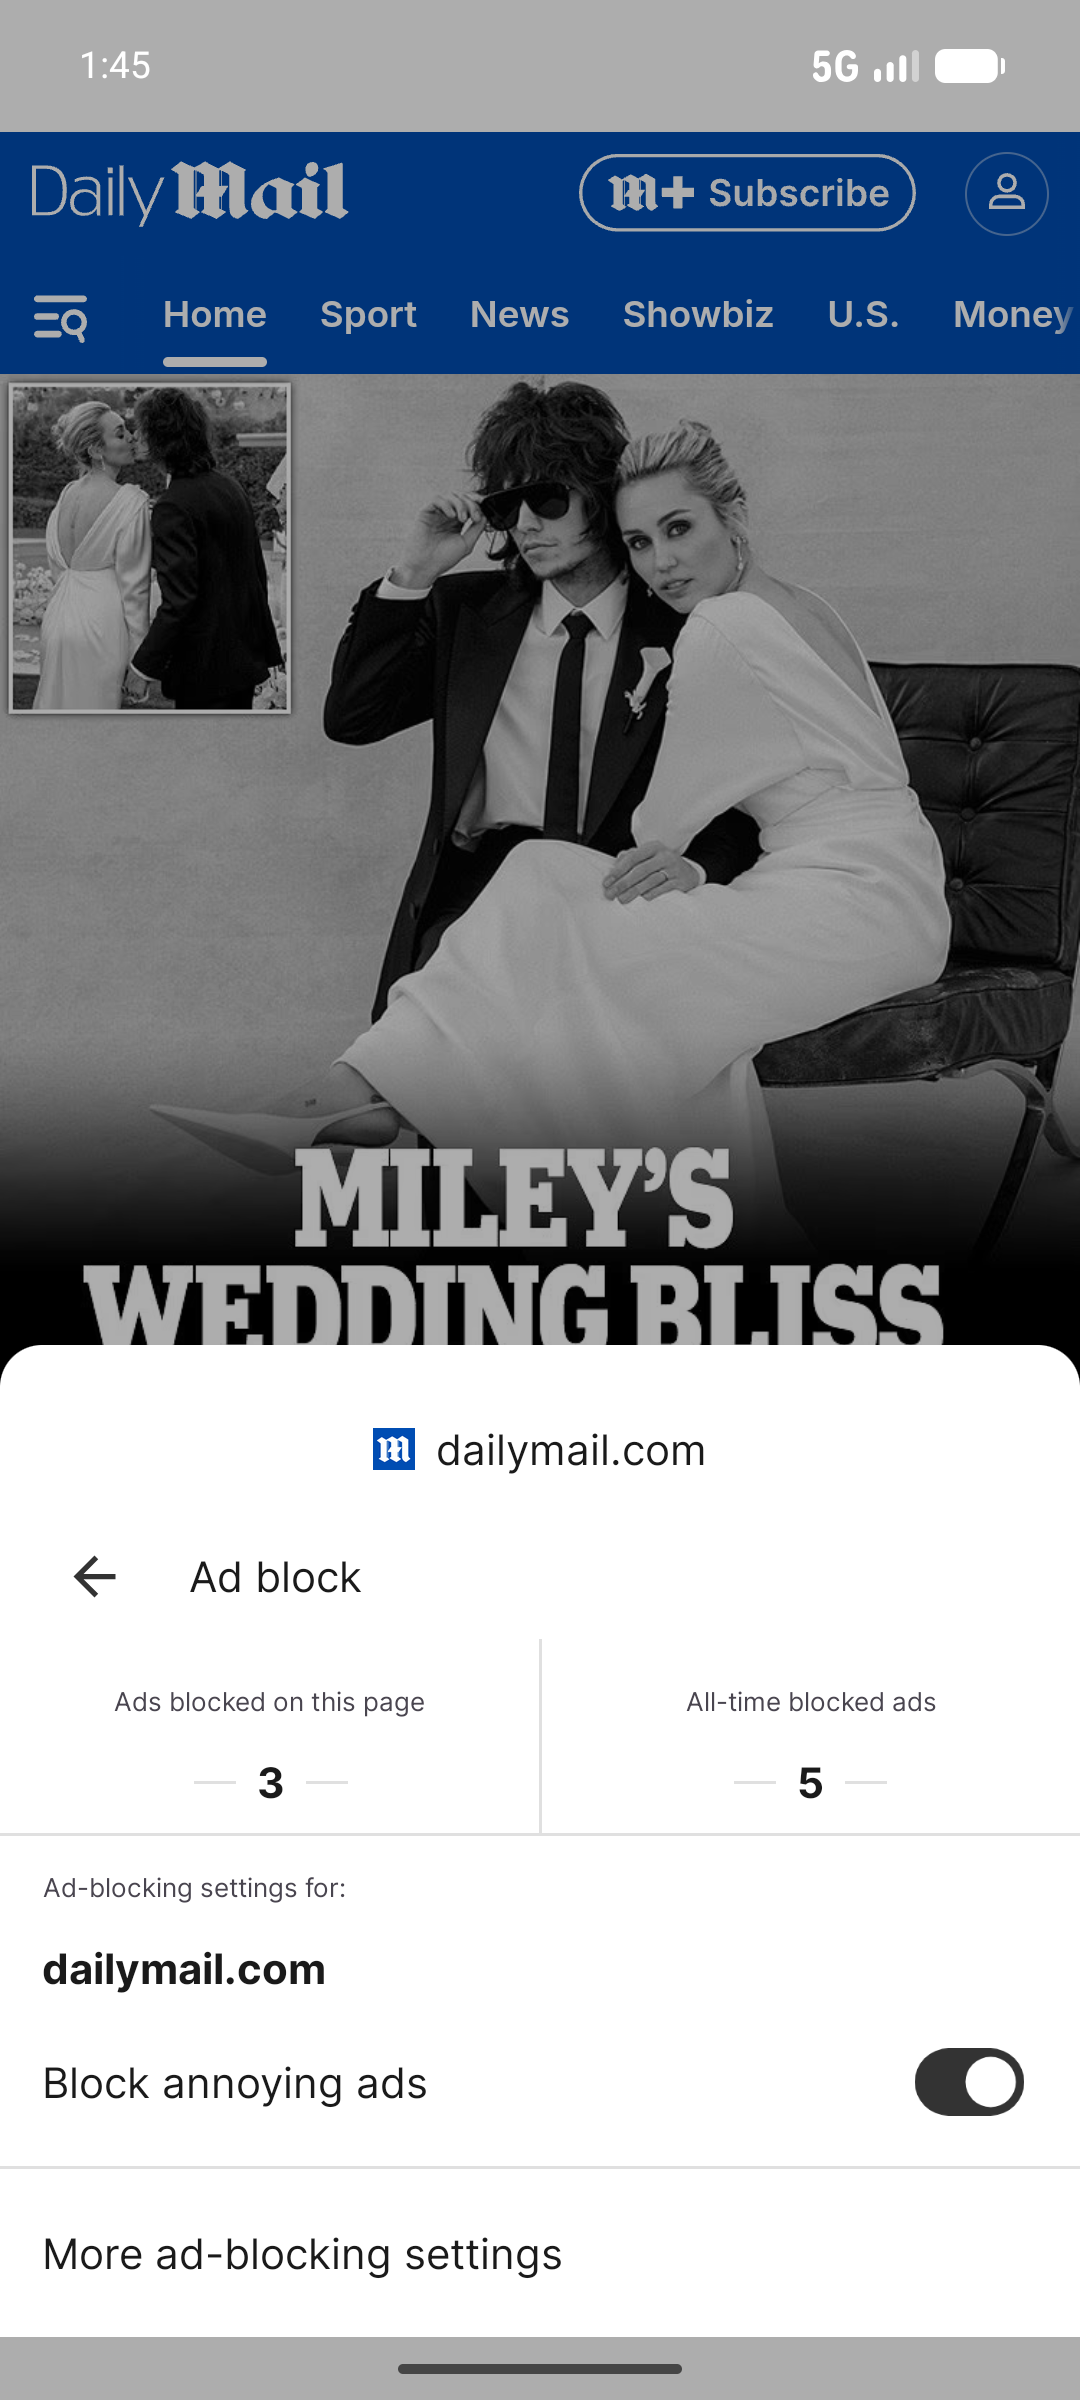 1:45
5G
Daily Mail
M+ Subscribe
Home Sport News Showbiz U.S. Money
MILEY'S
WEDDING BLISS
dailymail.com
Ad block
Ads blocked on this page
3
All-time blocked ads
5
Ad-blocking settings for:
dailymail.com
Block annoying ads
More ad-blocking settings